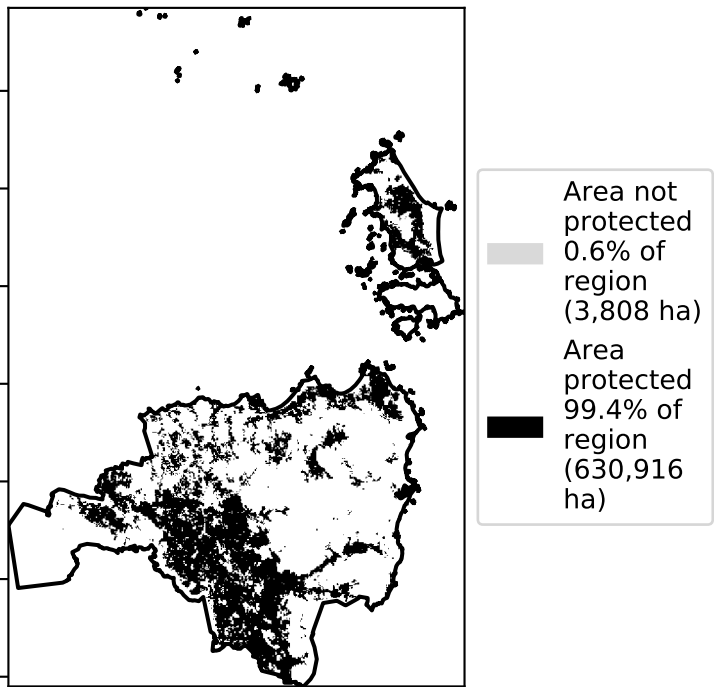 Area not
protected
0.6% of
region
(3,808 ha)
Area
protected
99.4% of
region
(630,916
ha)